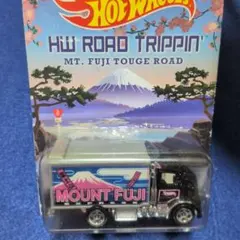 HOT WHEELS
HW ROAD TRIPPIN'
MT. FUJI TOUGE ROAD
MOUNT FUJI